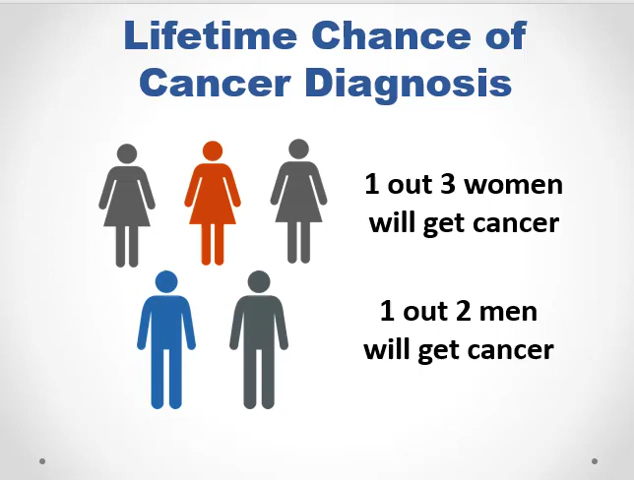 Lifetime Chance of
Cancer Diagnosis
1 out 3 women
will get cancer
1 out 2 men
will get cancer